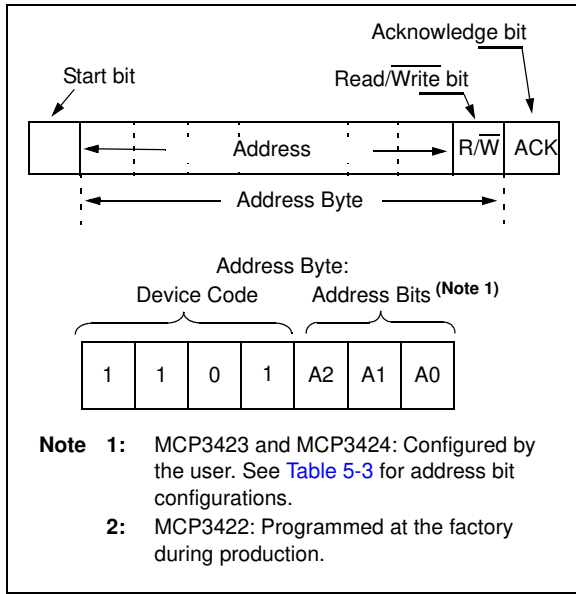 Acknowledge bit
Start bit
Read/Write bit
Address
R/W
ACK
Address Byte
Address Byte:
Device Code
Address Bits (Note 1)
1 1 0 1 A2 A1 A0
Note 1: MCP3423 and MCP3424: Configured by
the user. See Table 5-3 for address bit
configurations.
2: MCP3422: Programmed at the factory
during production.